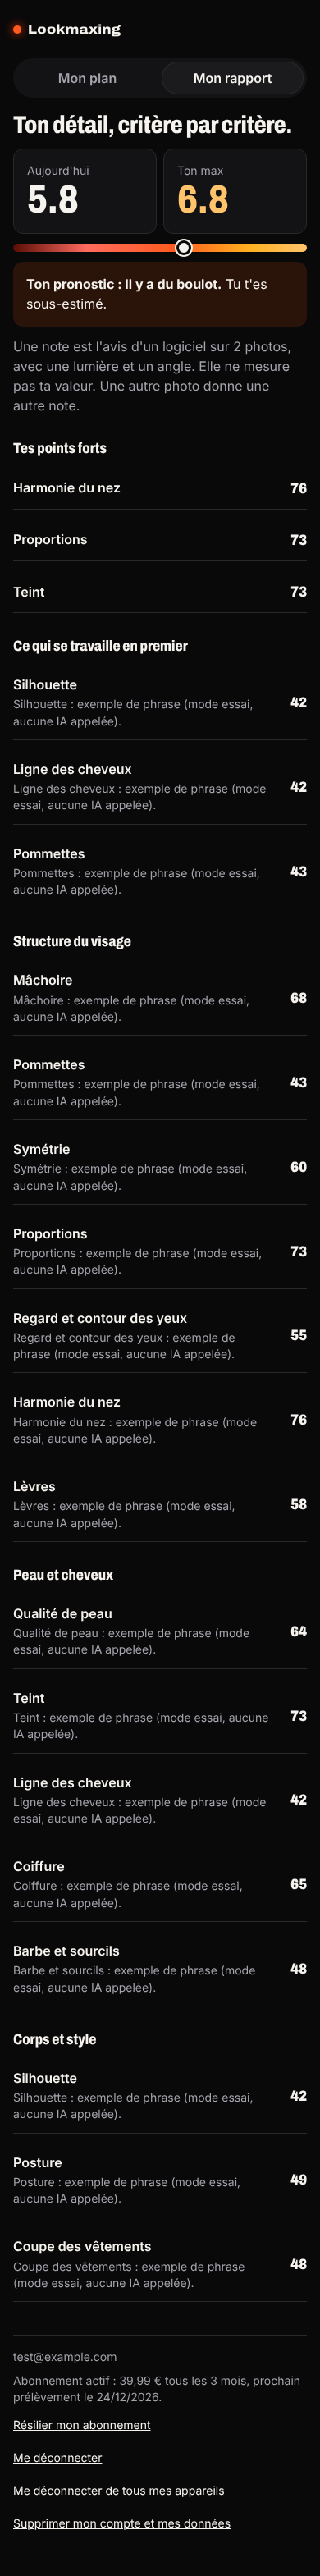 Lookmaxing
Mon plan
Mon rapport
Ton détail, critère par critère.
Aujourd'hui
5.8
Ton max
6.8
Ton pronostic : Il y a du boulot. Tu t'es
sous-estimé.
Une note est l'avis d'un logiciel sur 2 photos,
avec une lumière et un angle. Elle ne mesure
pas ta valeur. Une autre photo donne une
autre note.
Tes points forts
Harmonie du nez 76
Proportions 73
Teint 73
Ce qui se travaille en premier
Silhouette
Silhouette : exemple de phrase (mode essai, 42
aucune IA appelée).
Ligne des cheveux
Ligne des cheveux : exemple de phrase (mode 42
essai, aucune IA appelée).
Pommettes
Pommettes : exemple de phrase (mode essai, 43
aucune IA appelée).
Structure du visage
Mâchoire
Mâchoire : exemple de phrase (mode essai, 68
aucune IA appelée).
Pommettes
Pommettes : exemple de phrase (mode essai, 43
aucune IA appelée).
Symétrie
Symétrie : exemple de phrase (mode essai, 60
aucune IA appelée).
Proportions
Proportions : exemple de phrase (mode essai, 73
aucune IA appelée).
Regard et contour des yeux
Regard et contour des yeux : exemple de 55
phrase (mode essai, aucune IA appelée).
Harmonie du nez
Harmonie du nez : exemple de phrase (mode 76
essai, aucune IA appelée).
Lèvres
Lèvres : exemple de phrase (mode essai, 58
aucune IA appelée).
Peau et cheveux
Qualité de peau
Qualité de peau : exemple de phrase (mode 64
essai, aucune IA appelée).
Teint
Teint : exemple de phrase (mode essai, aucune 73
IA appelée).
Ligne des cheveux
Ligne des cheveux : exemple de phrase (mode 42
essai, aucune IA appelée).
Coiffure
Coiffure : exemple de phrase (mode essai, 65
aucune IA appelée).
Barbe et sourcils
Barbe et sourcils : exemple de phrase (mode 48
essai, aucune IA appelée).
Corps et style
Silhouette
Silhouette : exemple de phrase (mode essai, 42
aucune IA appelée).
Posture
Posture : exemple de phrase (mode essai, 49
aucune IA appelée).
Coupe des vêtements
Coupe des vêtements : exemple de phrase 48
(mode essai, aucune IA appelée).
test@example.com
Abonnement actif : 39,99 € tous les 3 mois, prochain
prélèvement le 24/12/2026.
Résilier mon abonnement
Me déconnecter
Me déconnecter de tous mes appareils
Supprimer mon compte et mes données